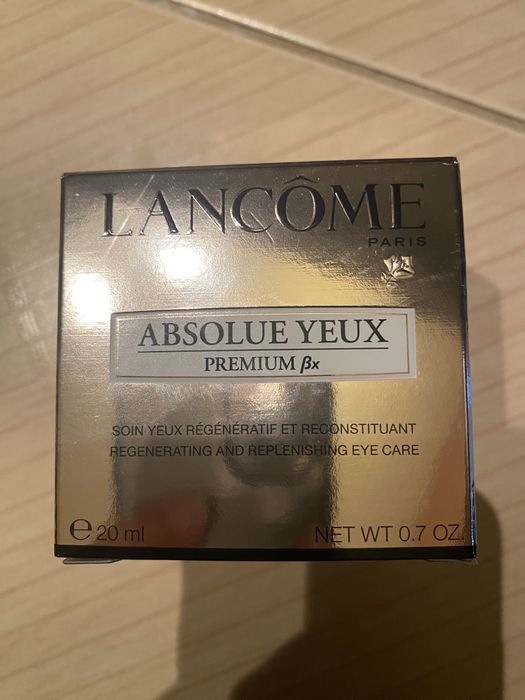 LANCÔME
PARIS
ABSOLUE YEUX
PREMIUM βx
SOIN YEUX RÉGÉNÉRATIF ET RECONSTITUANT
REGENERATING AND REPLENISHING EYE CARE
℮ 20 ml NET WT 0.7 OZ.